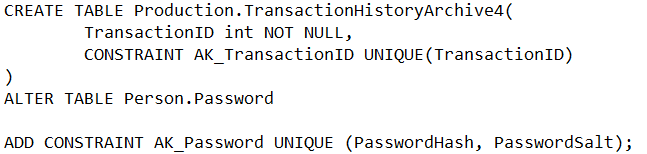 CREATE TABLE Production.TransactionHistoryArchive4(
TransactionID int NOT NULL,
CONSTRAINT AK_TransactionID UNIQUE(TransactionID)
)
ALTER TABLE Person.Password
ADD CONSTRAINT AK_Password UNIQUE (PasswordHash, PasswordSalt);